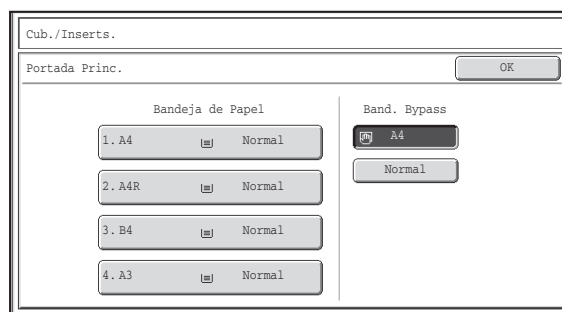 Cub./Inserts.
Portada Princ.
OK
Bandeja de Papel
1. A4 Normal
2. A4R Normal
3. B4 Normal
4. A3 Normal
Band. Bypass
A4
Normal